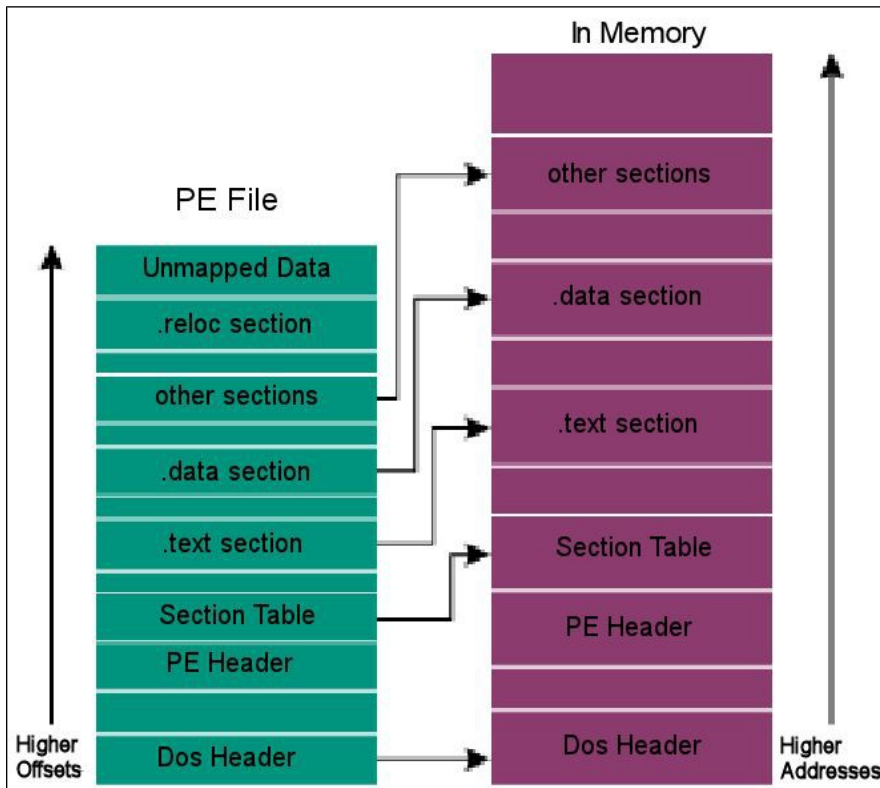 In Memory
PE File
Unmapped Data
.reloc section
other sections
.data section
.text section
Section Table
PE Header
Dos Header
Higher
Offsets
other sections
.data section
.text section
Section Table
PE Header
Dos Header
Higher
Addresses